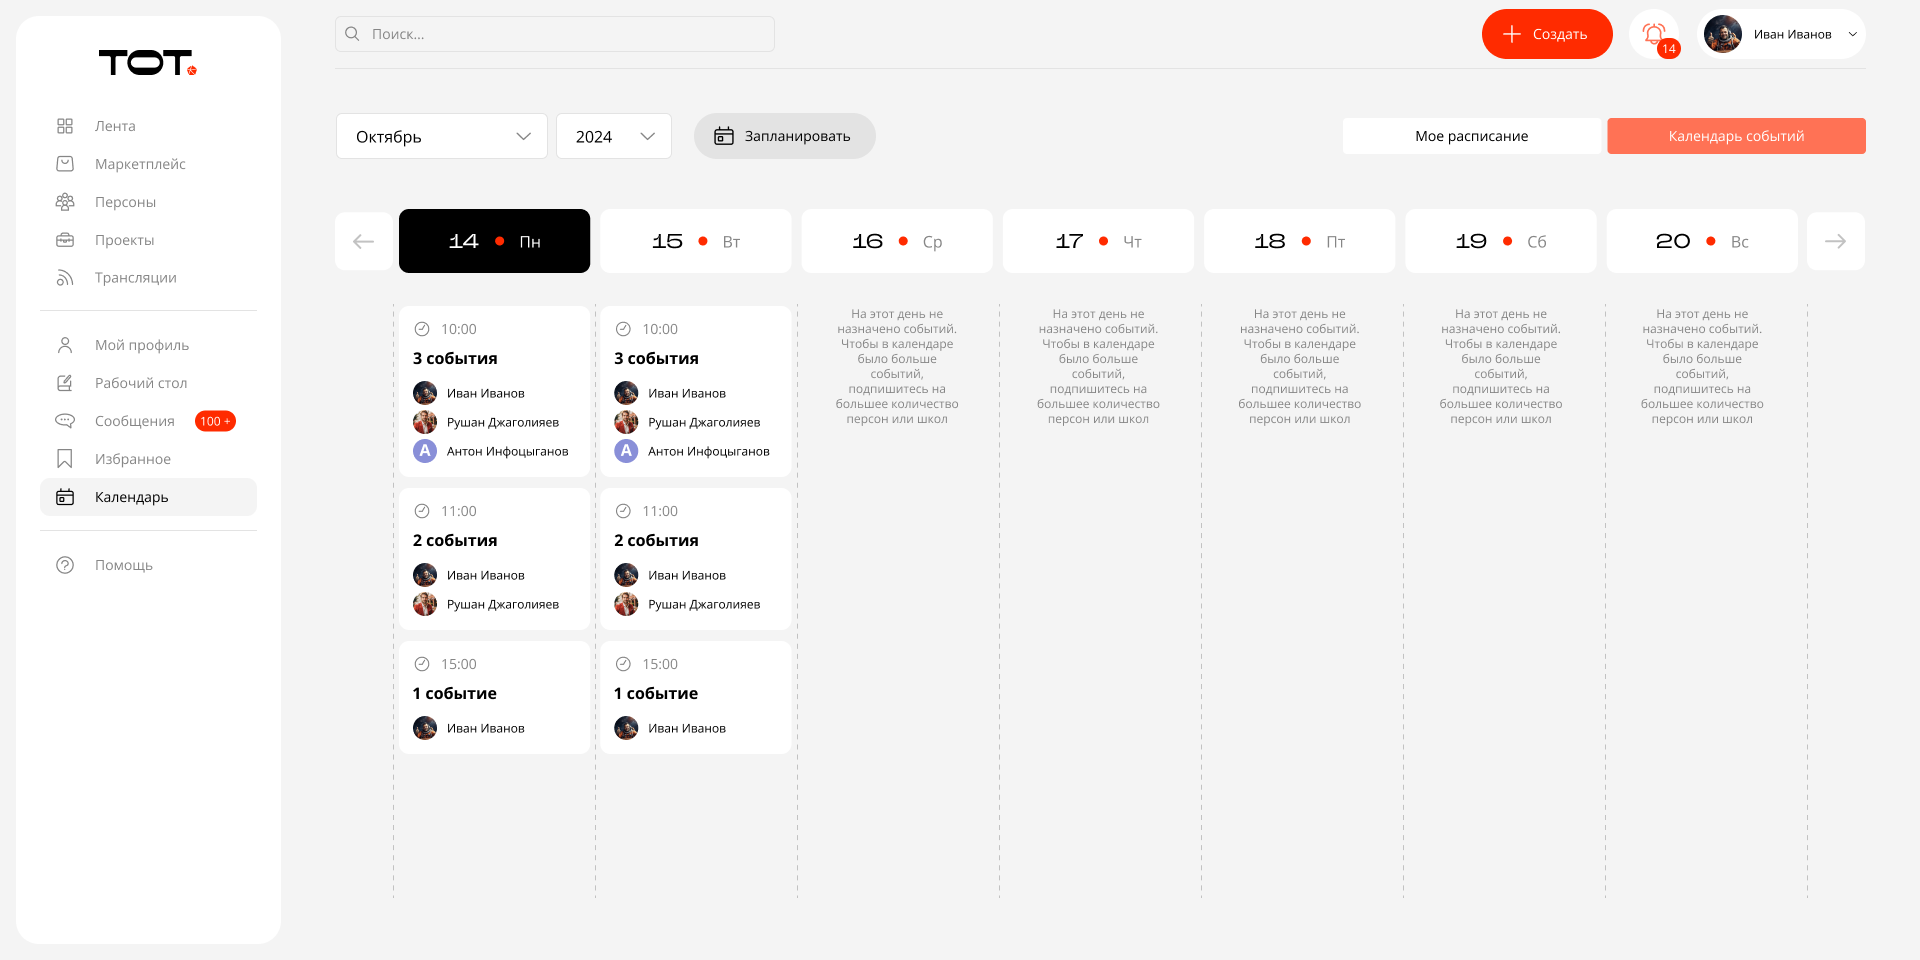 ТОТ.
Лента
Маркетплейс
Персоны
Проекты
Трансляции
Мой профиль
Рабочий стол
Сообщения 100 +
Избранное
Календарь
Помощь
Поиск...
Создать
14
Иван Иванов
Октябрь
2024
Запланировать
Мое расписание
Календарь событий
14 Пн
15 Вт
16 Ср
17 Чт
18 Пт
19 Сб
20 Вс
10:00
3 события
Иван Иванов
Рушан Джаголияев
A Антон Инфоцыганов
11:00
2 события
Иван Иванов
Рушан Джаголияев
15:00
1 событие
Иван Иванов
10:00
3 события
Иван Иванов
Рушан Джаголияев
A Антон Инфоцыганов
11:00
2 события
Иван Иванов
Рушан Джаголияев
15:00
1 событие
Иван Иванов
На этот день не
назначено событий.
Чтобы в календаре
было больше
событий,
подпишитесь на
большее количество
персон или школ
На этот день не
назначено событий.
Чтобы в календаре
было больше
событий,
подпишитесь на
большее количество
персон или школ
На этот день не
назначено событий.
Чтобы в календаре
было больше
событий,
подпишитесь на
большее количество
персон или школ
На этот день не
назначено событий.
Чтобы в календаре
было больше
событий,
подпишитесь на
большее количество
персон или школ
На этот день не
назначено событий.
Чтобы в календаре
было больше
событий,
подпишитесь на
большее количество
персон или школ